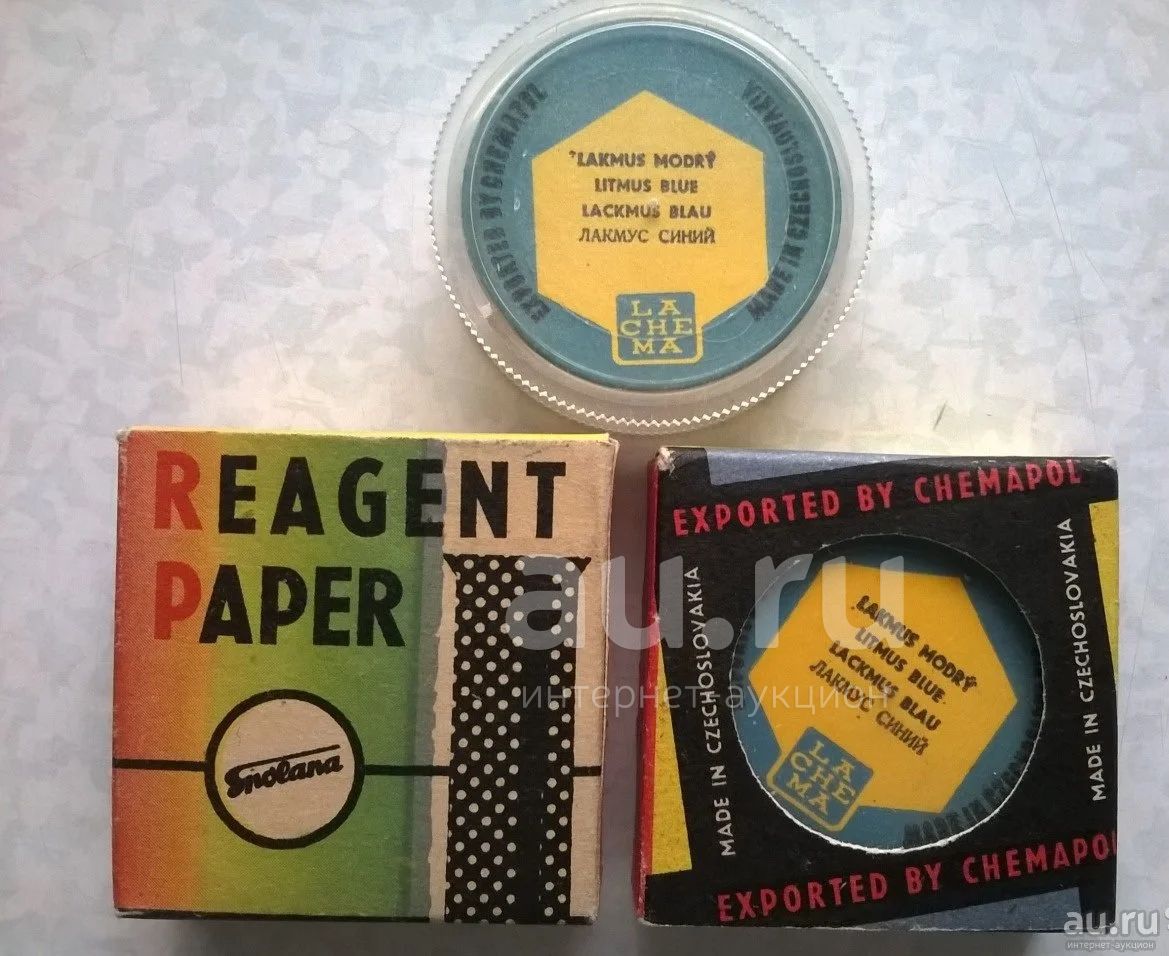 EXPORTED BY CHEMAPOL
MADE IN CZECHOSLOVAKIA
LAKMUS MODRÝ
LITMUS BLUE
LACKMUS BLAU
ЛАКМУС СИНИЙ
LA
CHE
MA
REAGENT
PAPER
Spolana
EXPORTED BY CHEMAPOL
MADE IN CZECHOSLOVAKIA
LAKMUS MODRÝ
LITMUS BLUE
LACKMUS BLAU
ЛАКМУС СИНИЙ
LA
CHE
MA
MADE IN CZECHOSLOVAKIA
MADE IN
EXPORTED BY CHEMAPOL
au.ru
интернет-аукцион
au.ru
интернет-аукцион